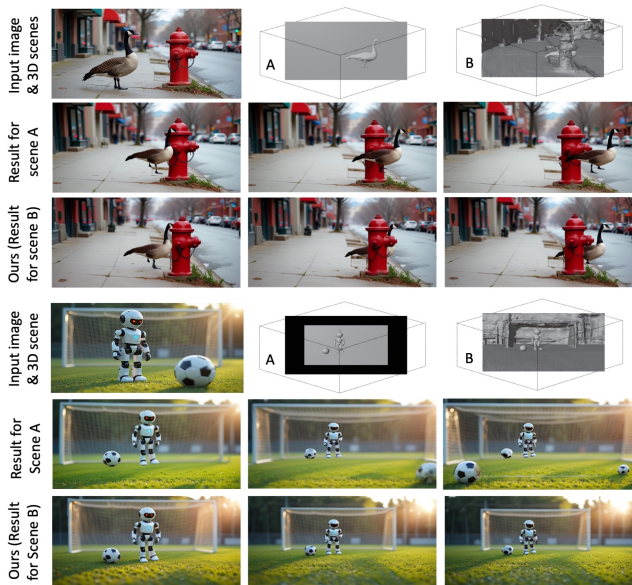 Input image
& 3D scenes
A
B
Result for
scene A
Ours (Result
for scene B)
Input image
& 3D scene
A
B
Result for
Scene A
Ours (Result
for Scene B)